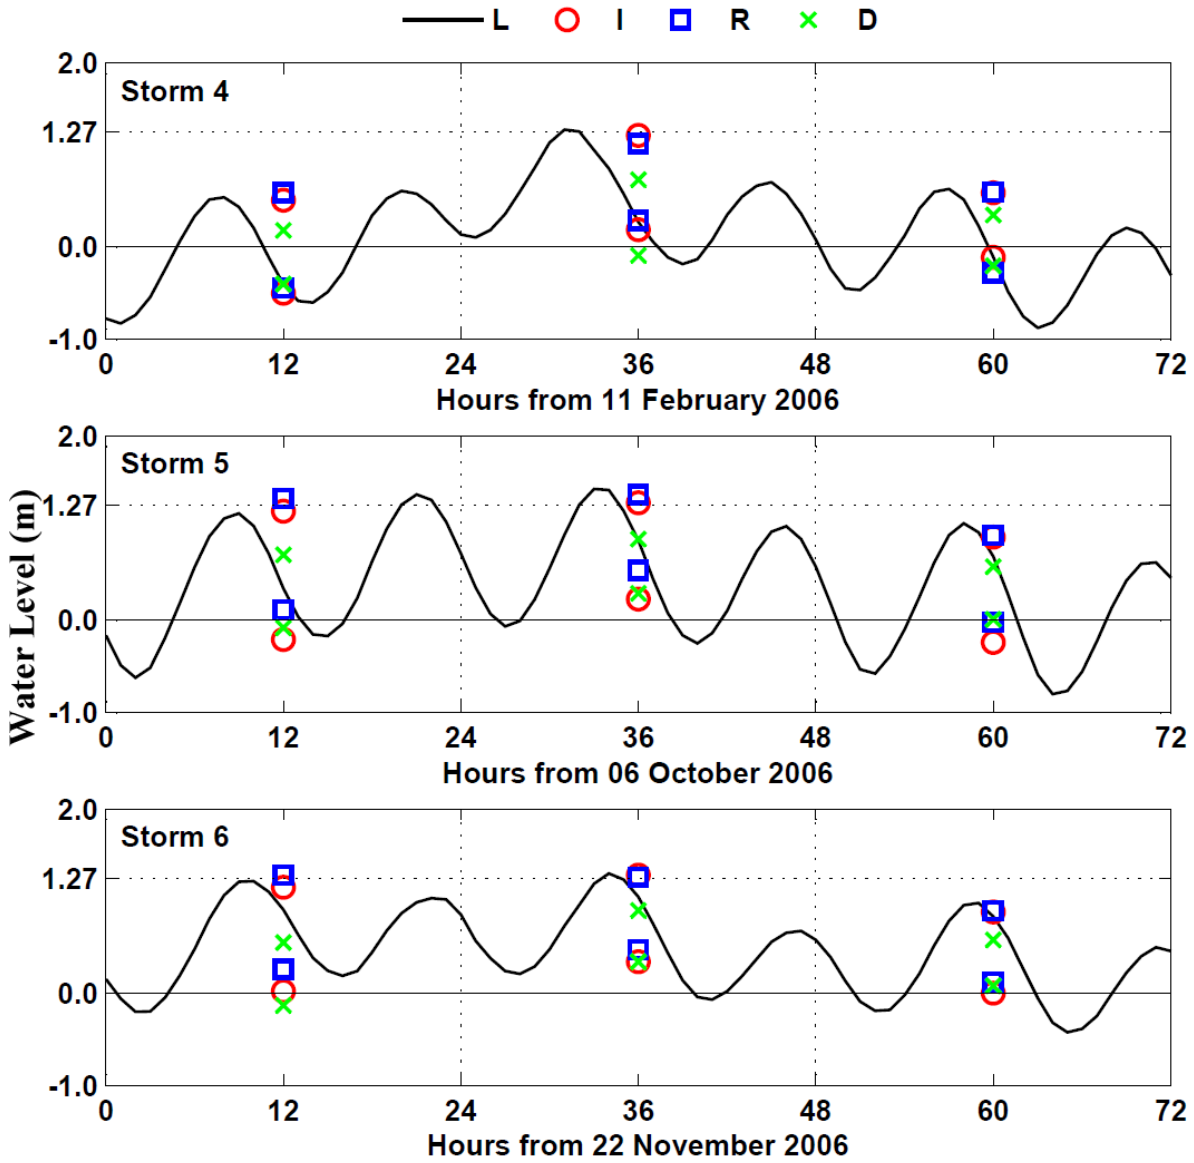 L I R D
2.0
Storm 4
1.27
0.0
-1.0
0 12 24 36 48 60 72
Hours from 11 February 2006
2.0
Storm 5
1.27
0.0
-1.0
0 12 24 36 48 60 72
Hours from 06 October 2006
Water Level (m)
2.0
Storm 6
1.27
0.0
-1.0
0 12 24 36 48 60 72
Hours from 22 November 2006